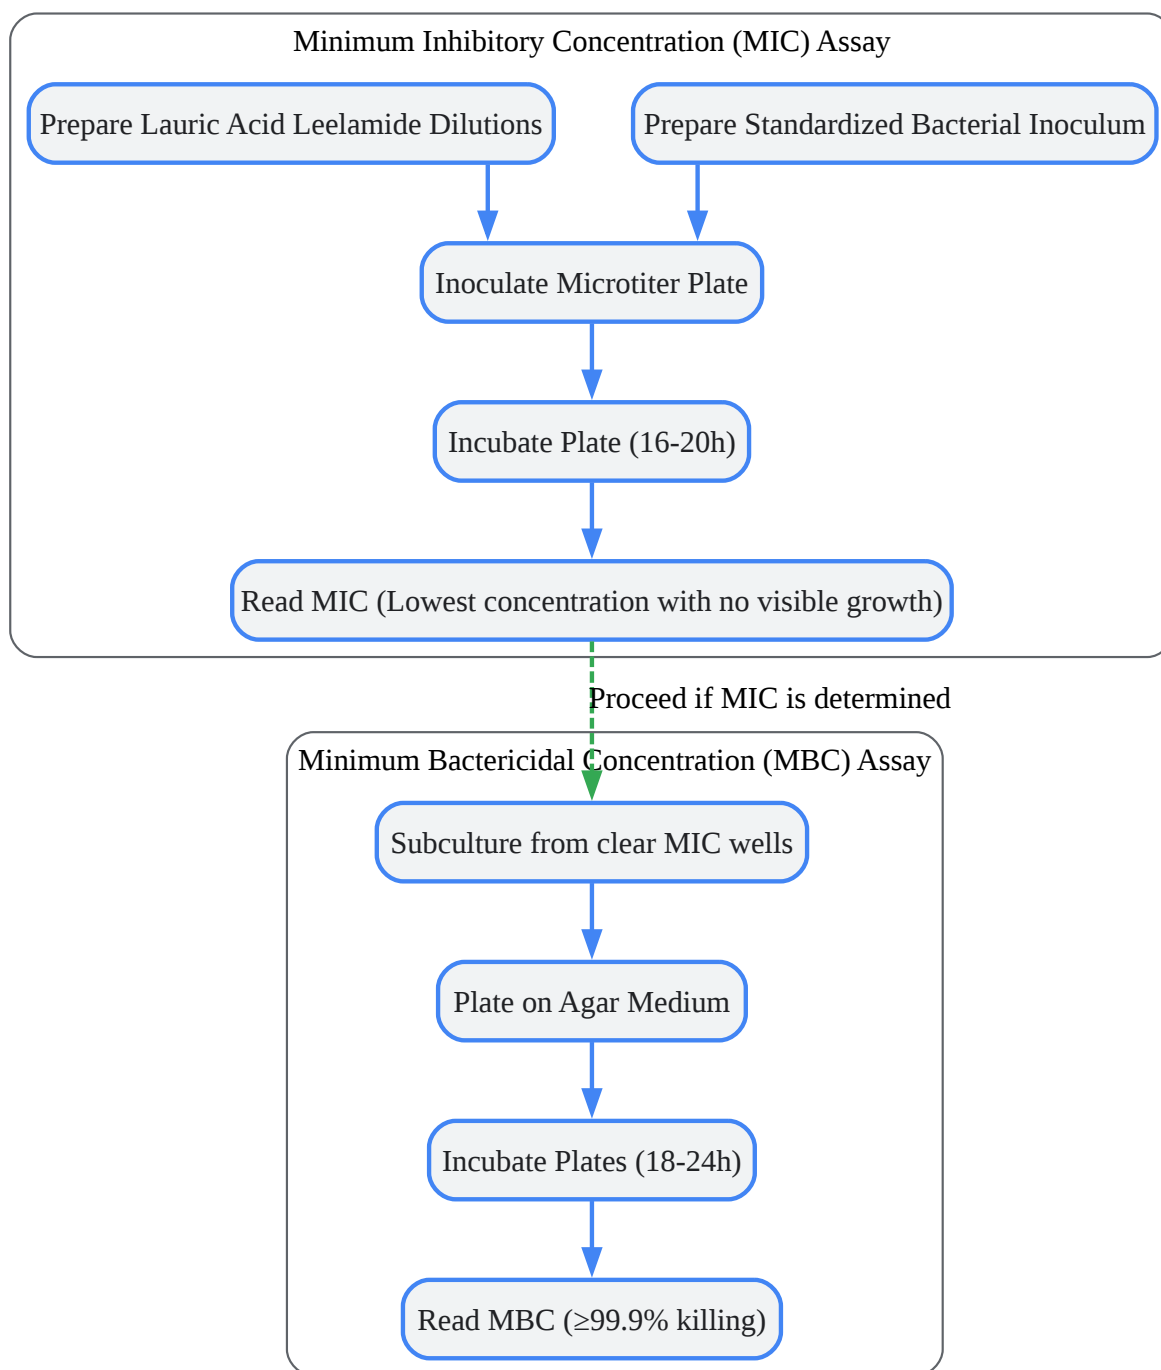 Minimum Inhibitory Concentration (MIC) Assay
Prepare Lauric Acid Leelamide Dilutions
Prepare Standardized Bacterial Inoculum
Inoculate Microtiter Plate
Incubate Plate (16-20h)
Read MIC (Lowest concentration with no visible growth)
Proceed if MIC is determined
Minimum Bactericidal Concentration (MBC) Assay
Subculture from clear MIC wells
Plate on Agar Medium
Incubate Plates (18-24h)
Read MBC (≥99.9% killing)